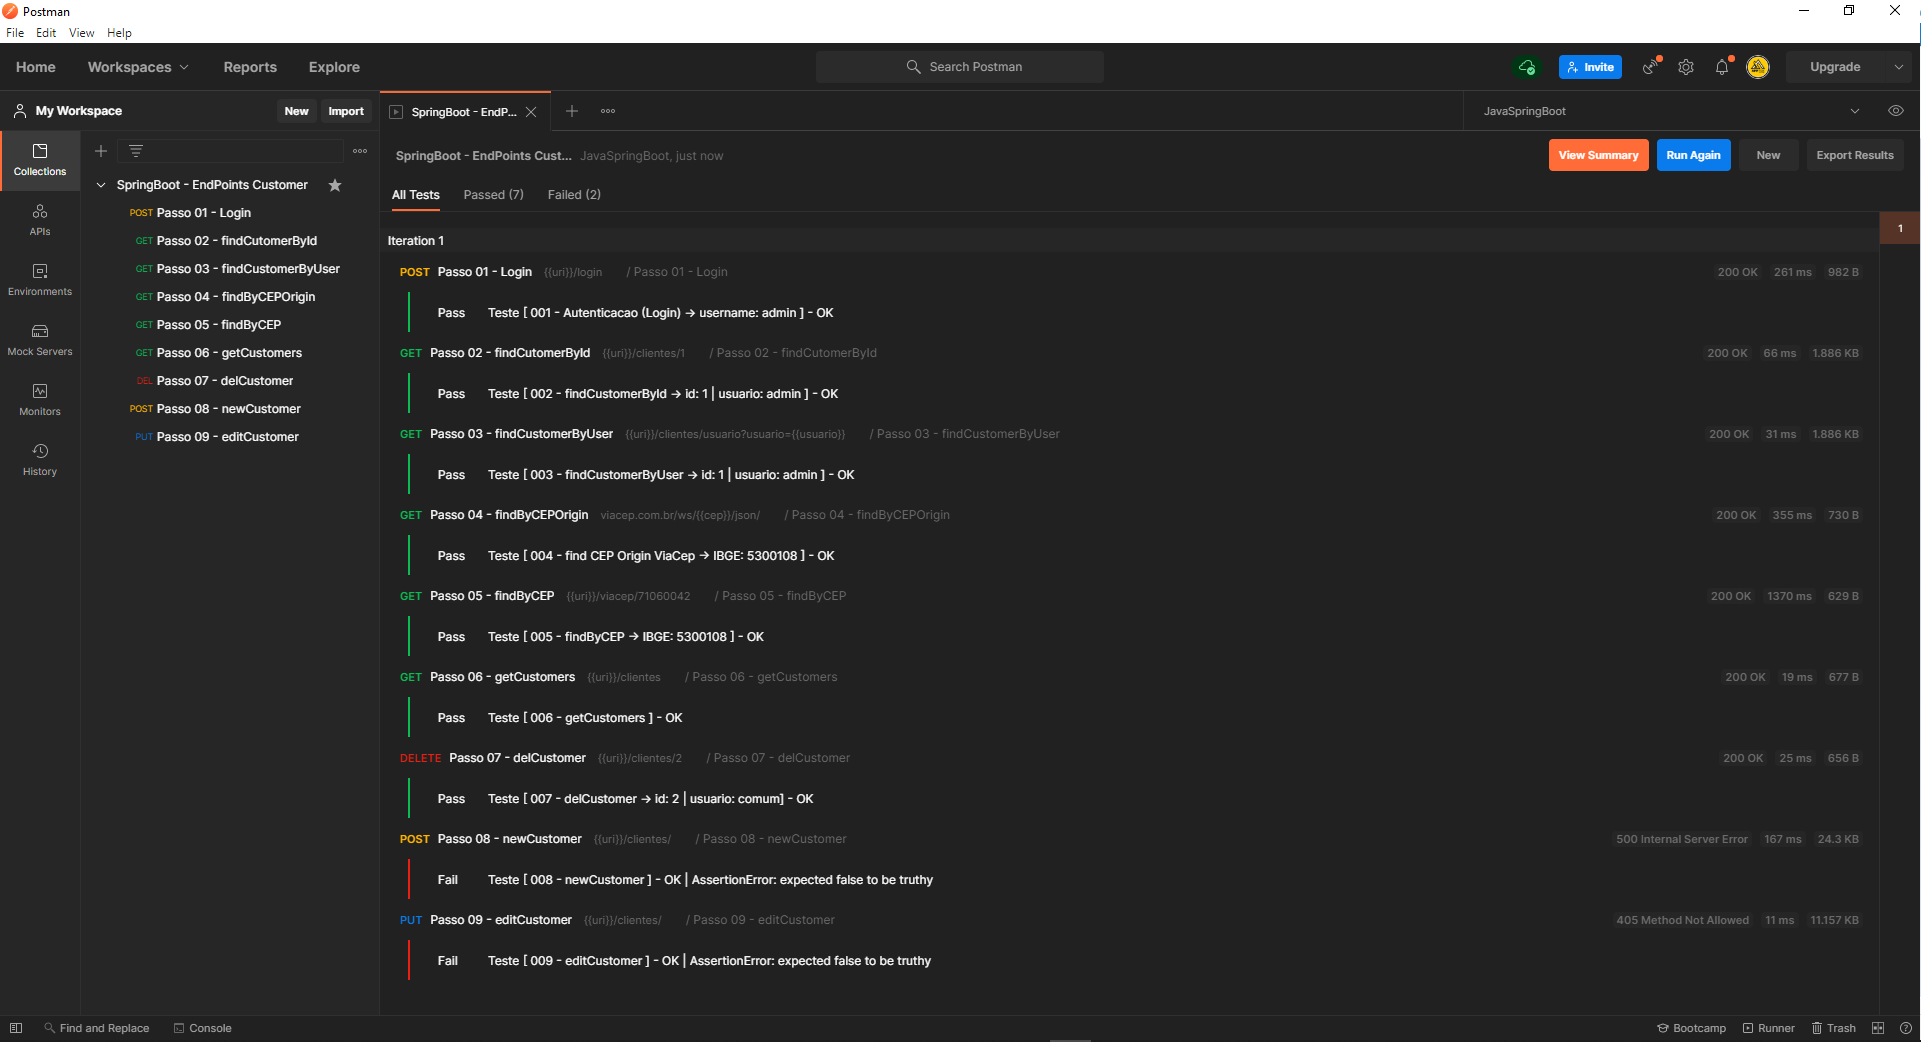 Postman
File Edit View Help
Home Workspaces Reports Explore Search Postman Invite Upgrade
My Workspace New Import SpringBoot - EndP... JavaSpringBoot
Collections
APIs
Environments
Mock Servers
Monitors
History
SpringBoot - EndPoints Customer
POST Passo 01 - Login
GET Passo 02 - findCutomerById
GET Passo 03 - findCustomerByUser
GET Passo 04 - findByCEPOrigin
GET Passo 05 - findByCEP
GET Passo 06 - getCustomers
DEL Passo 07 - delCustomer
POST Passo 08 - newCustomer
PUT Passo 09 - editCustomer
SpringBoot - EndPoints Cust... JavaSpringBoot, just now View Summary Run Again New Export Results
All Tests Passed (7) Failed (2)
Iteration 1 1
POST Passo 01 - Login {{uri}}/login / Passo 01 - Login 200 OK 261 ms 982 B
Pass Teste [ 001 - Autenticacao (Login) → username: admin ] - OK
GET Passo 02 - findCutomerById {{uri}}/clientes/1 / Passo 02 - findCutomerById 200 OK 66 ms 1.886 KB
Pass Teste [ 002 - findCustomerById → id: 1 | usuario: admin ] - OK
GET Passo 03 - findCustomerByUser {{uri}}/clientes/usuario?usuario={{usuario}} / Passo 03 - findCustomerByUser 200 OK 31 ms 1.886 KB
Pass Teste [ 003 - findCustomerByUser → id: 1 | usuario: admin ] - OK
GET Passo 04 - findByCEPOrigin viacep.com.br/ws/{{cep}}/json/ / Passo 04 - findByCEPOrigin 200 OK 355 ms 730 B
Pass Teste [ 004 - find CEP Origin ViaCep → IBGE: 5300108 ] - OK
GET Passo 05 - findByCEP {{uri}}/viacep/71060042 / Passo 05 - findByCEP 200 OK 1370 ms 629 B
Pass Teste [ 005 - findByCEP → IBGE: 5300108 ] - OK
GET Passo 06 - getCustomers {{uri}}/clientes / Passo 06 - getCustomers 200 OK 19 ms 677 B
Pass Teste [ 006 - getCustomers ] - OK
DELETE Passo 07 - delCustomer {{uri}}/clientes/2 / Passo 07 - delCustomer 200 OK 25 ms 656 B
Pass Teste [ 007 - delCustomer → id: 2 | usuario: comum] - OK
POST Passo 08 - newCustomer {{uri}}/clientes/ / Passo 08 - newCustomer 500 Internal Server Error 167 ms 24.3 KB
Fail Teste [ 008 - newCustomer ] - OK | AssertionError: expected false to be truthy
PUT Passo 09 - editCustomer {{uri}}/clientes/ / Passo 09 - editCustomer 405 Method Not Allowed 11 ms 11.157 KB
Fail Teste [ 009 - editCustomer ] - OK | AssertionError: expected false to be truthy
Find and Replace Console Bootcamp Runner Trash